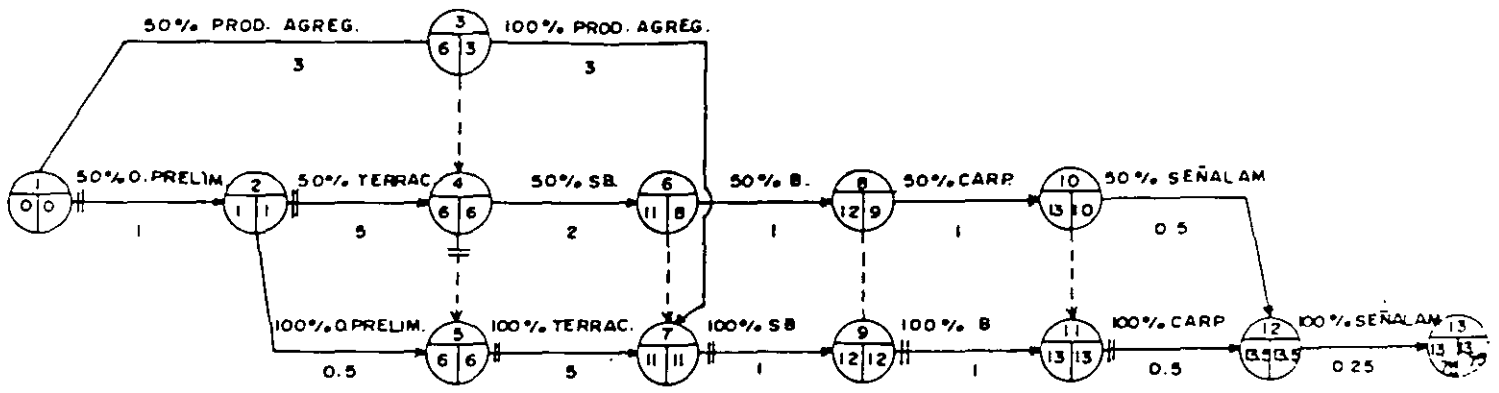 50% PROD. AGREG.
3
3
6 3
100% PROD. AGREG.
3
1
0 0
50% O. PRELIM.
1
2
1 1
50% TERRAC.
5
4
6 6
50% SB.
2
6
11 8
50% B.
1
8
12 9
50% CARP.
1
10
13 10
50% SEÑALAM
0.5
100% O.PRELIM.
0.5
5
6 6
100% TERRAC.
5
7
11 11
100% SB
1
9
12 12
100% B
1
11
13 13
100% CARP
0.5
12
13.5 13.5
100% SEÑALAM
0.25
13
13 13
75